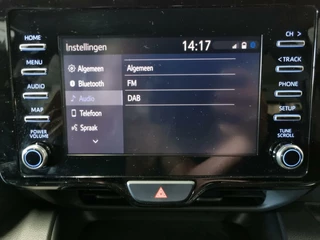 HOME
MENU
AUDIO
MAP
POWER
VOLUME
Instellingen
14:17
Algemeen
Bluetooth
Audio
Telefoon
Spraak
Algemeen
FM
DAB
CH >
< TRACK
PHONE
SETUP
TUNE
SCROLL